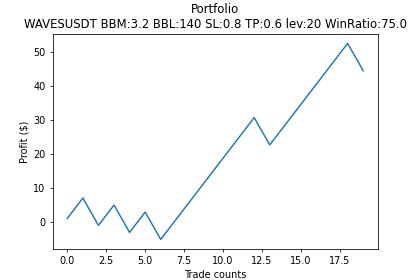 Portfolio
WAVESUSDT BBM:3.2 BBL:140 SL:0.8 TP:0.6 lev:20 WinRatio:75.0
50
40
30
20
10
0
Profit ($)
0.0 2.5 5.0 7.5 10.0 12.5 15.0 17.5
Trade counts